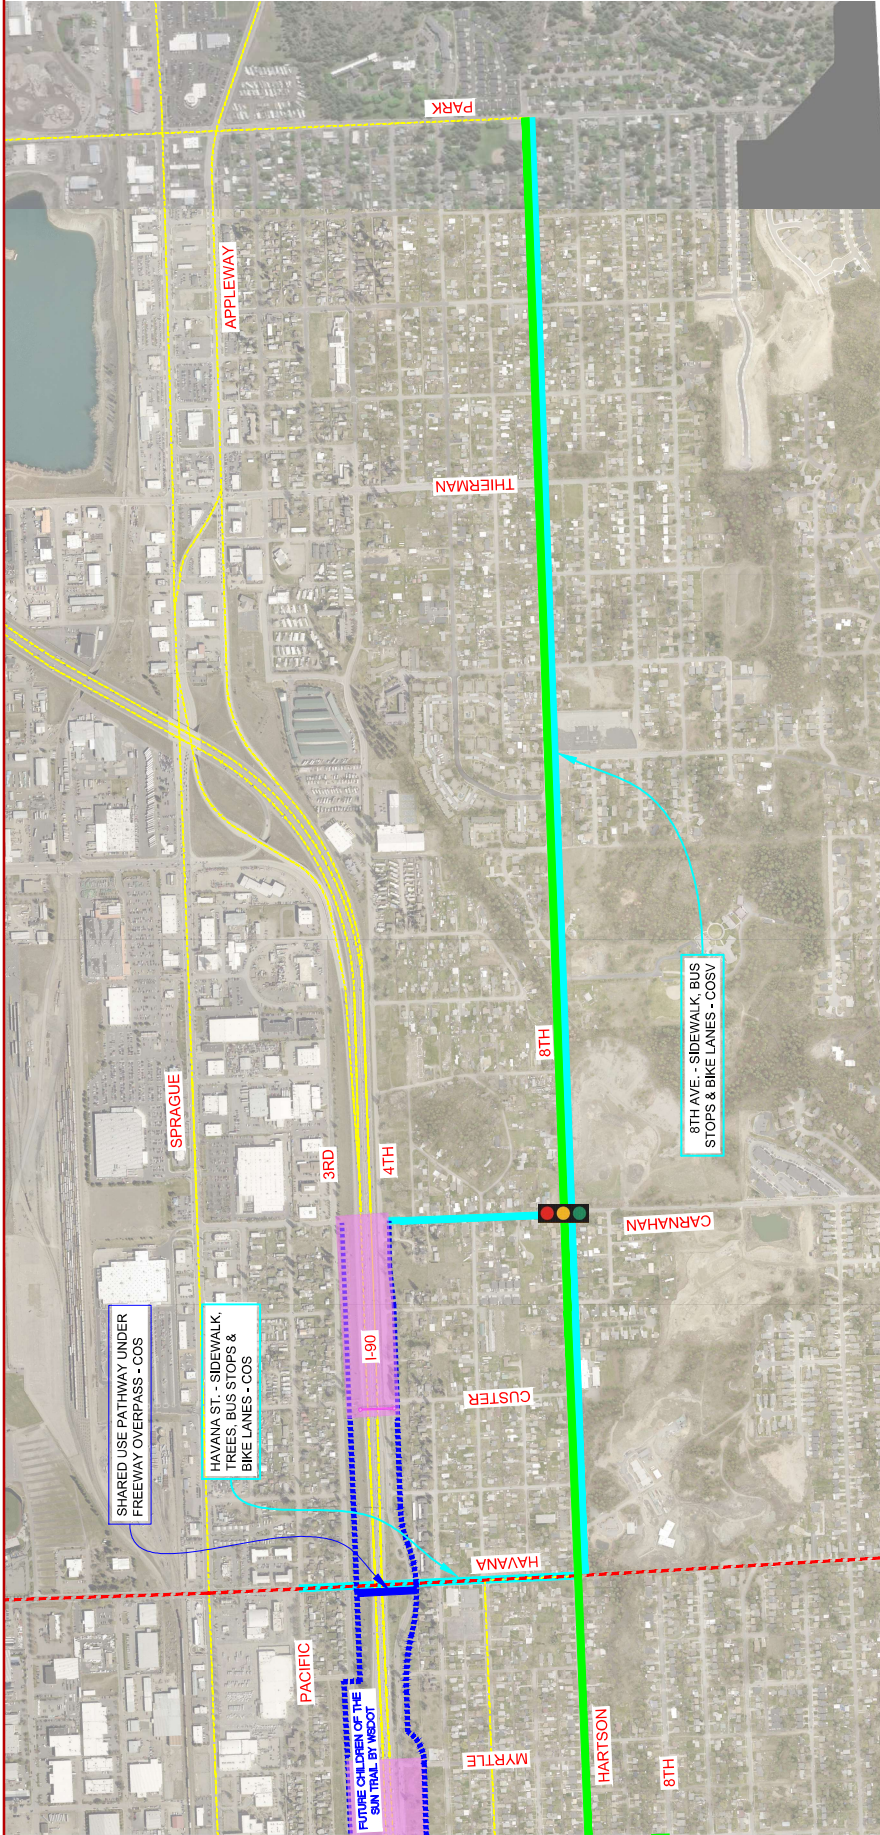 PARK
APPLEWAY
THIERMAN
8TH
8TH AVE. - SIDEWALK, BUS
STOPS & BIKE LANES - COSV
SPRAGUE
3RD
4TH
CARNAHAN
I-90
SHARED USE PATHWAY UNDER
FREEWAY OVERPASS - COS
HAVANA ST. - SIDEWALK,
TREES, BUS STOPS &
BIKE LANES - COS
CUSTER
HAVANA
PACIFIC
FUTURE CHILDREN OF THE
SUN TRAIL BY WSDOT
MYRTLE
HARTSON
8TH